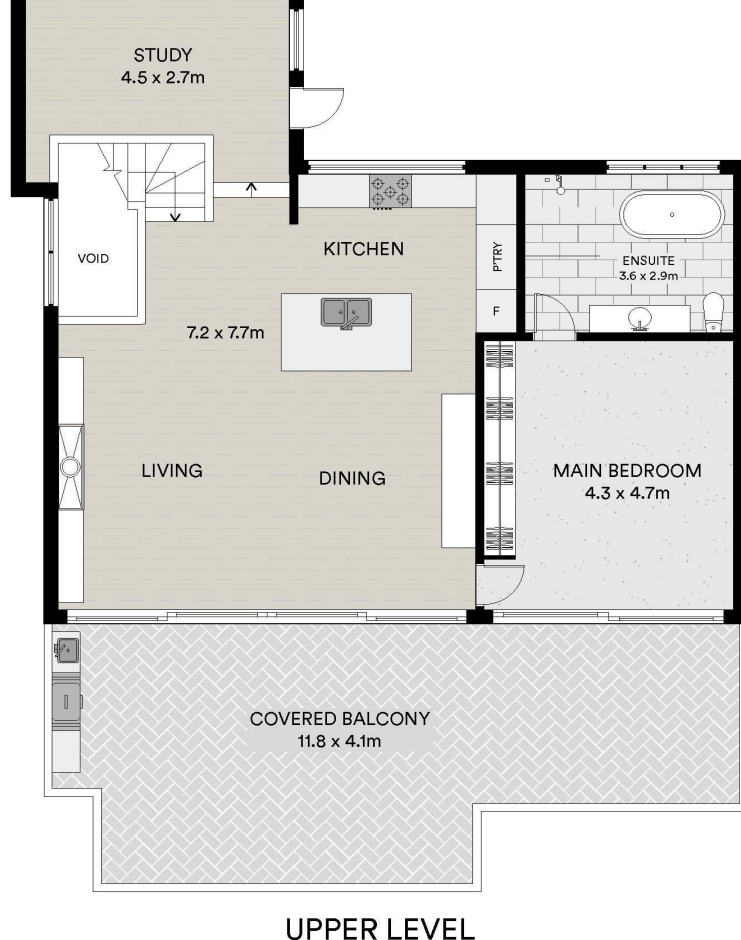 STUDY
4.5 x 2.7m
KITCHEN
P'TRY
VOID
ENSUITE
3.6 x 2.9m
F
7.2 x 7.7m
LIVING
DINING
MAIN BEDROOM
4.3 x 4.7m
COVERED BALCONY
11.8 x 4.1m
UPPER LEVEL